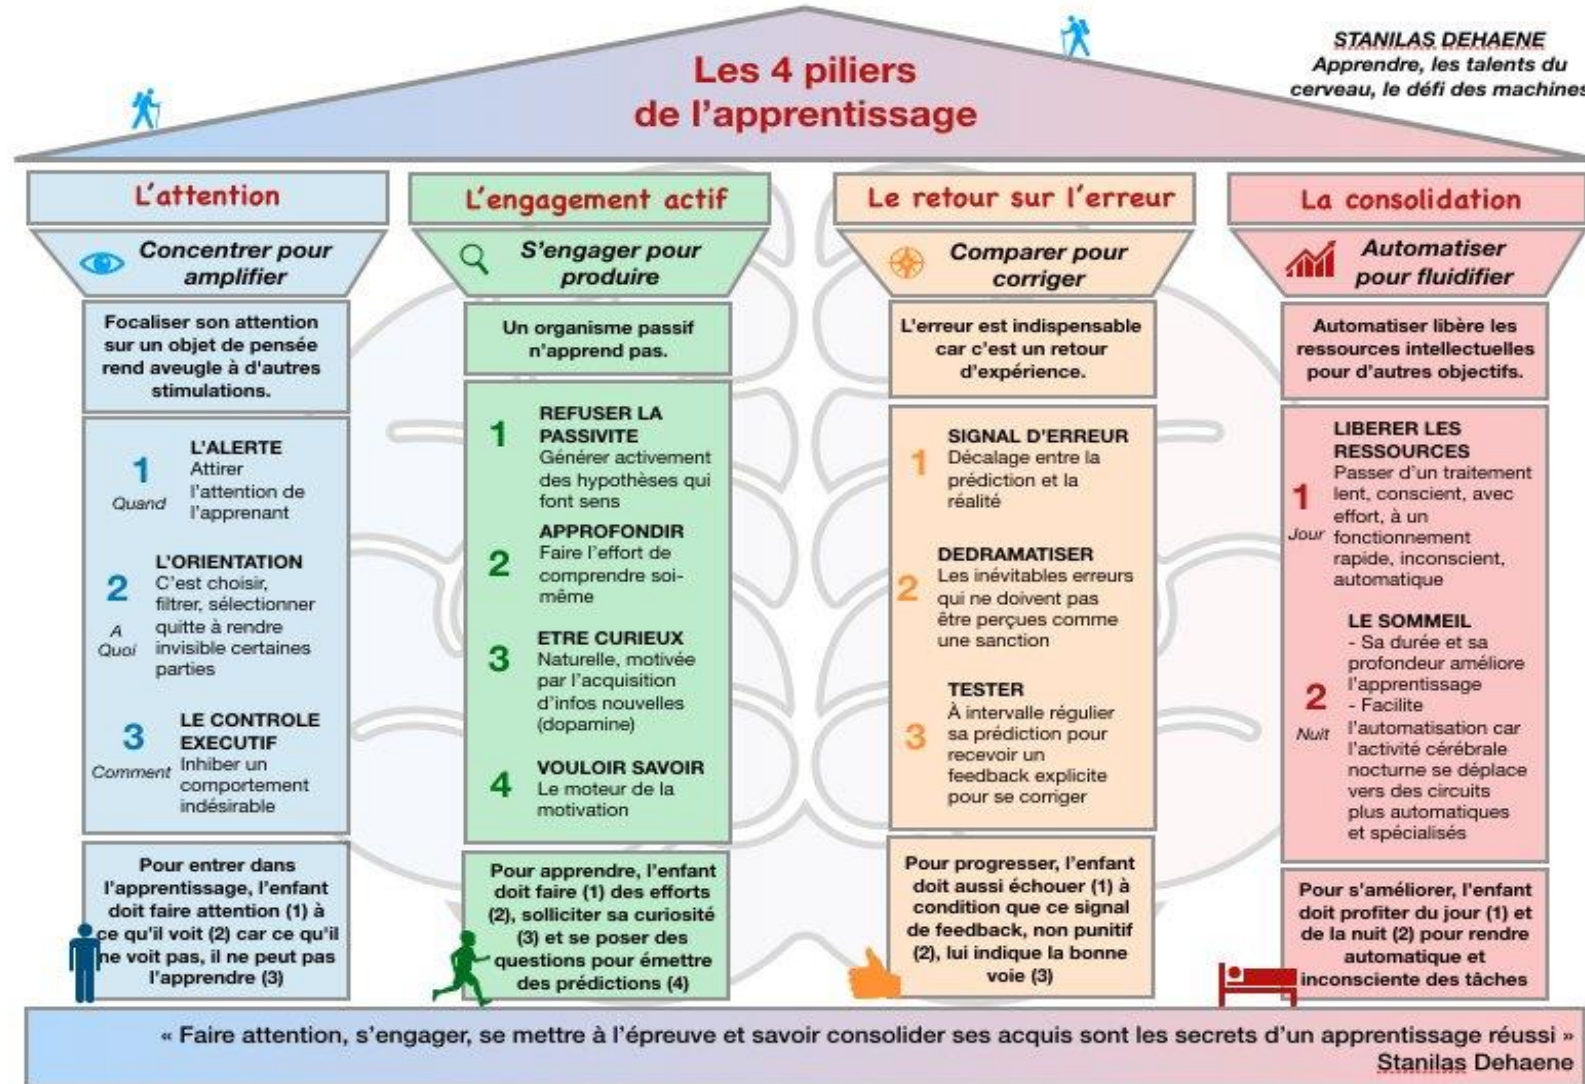 Les 4 piliers
de l'apprentissage
STANILAS DEHAENE
Apprendre, les talents du
cerveau, le défi des machines
L'attention
Concentrer pour
amplifier
Focaliser son attention
sur un objet de pensée
rend aveugle à d'autres
stimulations.
1
Quand
L'ALERTE
Attirer
l'attention de
l'apprenant
2
A
Quoi
L'ORIENTATION
C'est choisir,
filtrer, sélectionner
quitte à rendre
invisible certaines
parties
3
Comment
LE CONTROLE
EXECUTIF
Inhiber un
comportement
indésirable
Pour entrer dans
l'apprentissage, l'enfant
doit faire attention (1) à
ce qu'il voit (2) car ce qu'il
ne voit pas, il ne peut pas
l'apprendre (3)
L'engagement actif
S'engager pour
produire
Un organisme passif
n'apprend pas.
1
REFUSER LA
PASSIVITE
Générer activement
des hypothèses qui
font sens
2
APPROFONDIR
Faire l'effort de
comprendre soi-
même
3
ETRE CURIEUX
Naturelle, motivée
par l'acquisition
d'infos nouvelles
(dopamine)
4
VOULOIR SAVOIR
Le moteur de la
motivation
Pour apprendre, l'enfant
doit faire (1) des efforts
(2), solliciter sa curiosité
(3) et se poser des
questions pour émettre
des prédictions (4)
Le retour sur l'erreur
Comparer pour
corriger
L'erreur est indispensable
car c'est un retour
d'expérience.
1
SIGNAL D'ERREUR
Décalage entre la
prédiction et la
réalité
2
DEDRAMATISER
Les inévitables erreurs
qui ne doivent pas
être perçues comme
une sanction
3
TESTER
À intervalle régulier
sa prédiction pour
recevoir un
feedback explicite
pour se corriger
Pour progresser, l'enfant
doit aussi échouer (1) à
condition que ce signal
de feedback, non punitif
(2), lui indique la bonne
voie (3)
La consolidation
Automatiser
pour fluidifier
Automatiser libère les
ressources intellectuelles
pour d'autres objectifs.
1
Jour
LIBERER LES
RESSOURCES
Passer d'un traitement
lent, conscient, avec
effort, à un
fonctionnement
rapide, inconscient,
automatique
2
Nuit
LE SOMMEIL
- Sa durée et sa
profondeur améliore
l'apprentissage
- Facilite
l'automatisation car
l'activité cérébrale
nocturne se déplace
vers des circuits
plus automatiques
et spécialisés
Pour s'améliorer, l'enfant
doit profiter du jour (1) et
de la nuit (2) pour rendre
automatique et
inconsciente des tâches
« Faire attention, s'engager, se mettre à l'épreuve et savoir consolider ses acquis sont les secrets d'un apprentissage réussi »
Stanilas Dehaene